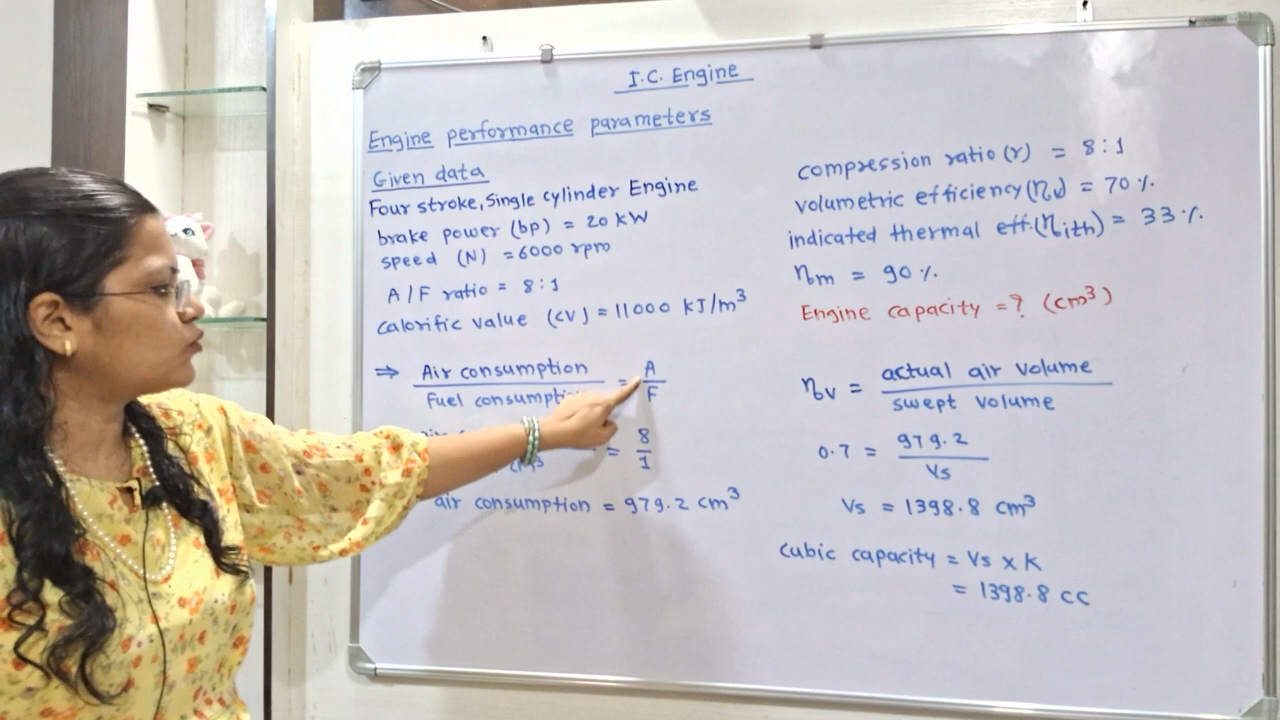 I.C. Engine
Engine performance parameters
Given data
Four stroke, Single cylinder Engine
brake power (bp) = 20 kW
speed (N) = 6000 rpm
A/F ratio = 8:1
Calorific value (CV) = 11000 KJ/m³
⇒ Air consumption / Fuel consumpti = A / F
= 8 / 1
cm³
air consumption = 979.2 cm³
compression ratio (r) = 8:1
volumetric efficiency (ηv) = 70 %.
indicated thermal eff. (ηith) = 33 %.
ηm = 90 %.
Engine capacity = ? (cm³)
ηv = actual air volume / swept volume
0.7 = 979.2 / Vs
Vs = 1398.8 cm³
Cubic capacity = Vs x K
= 1398.8 cc